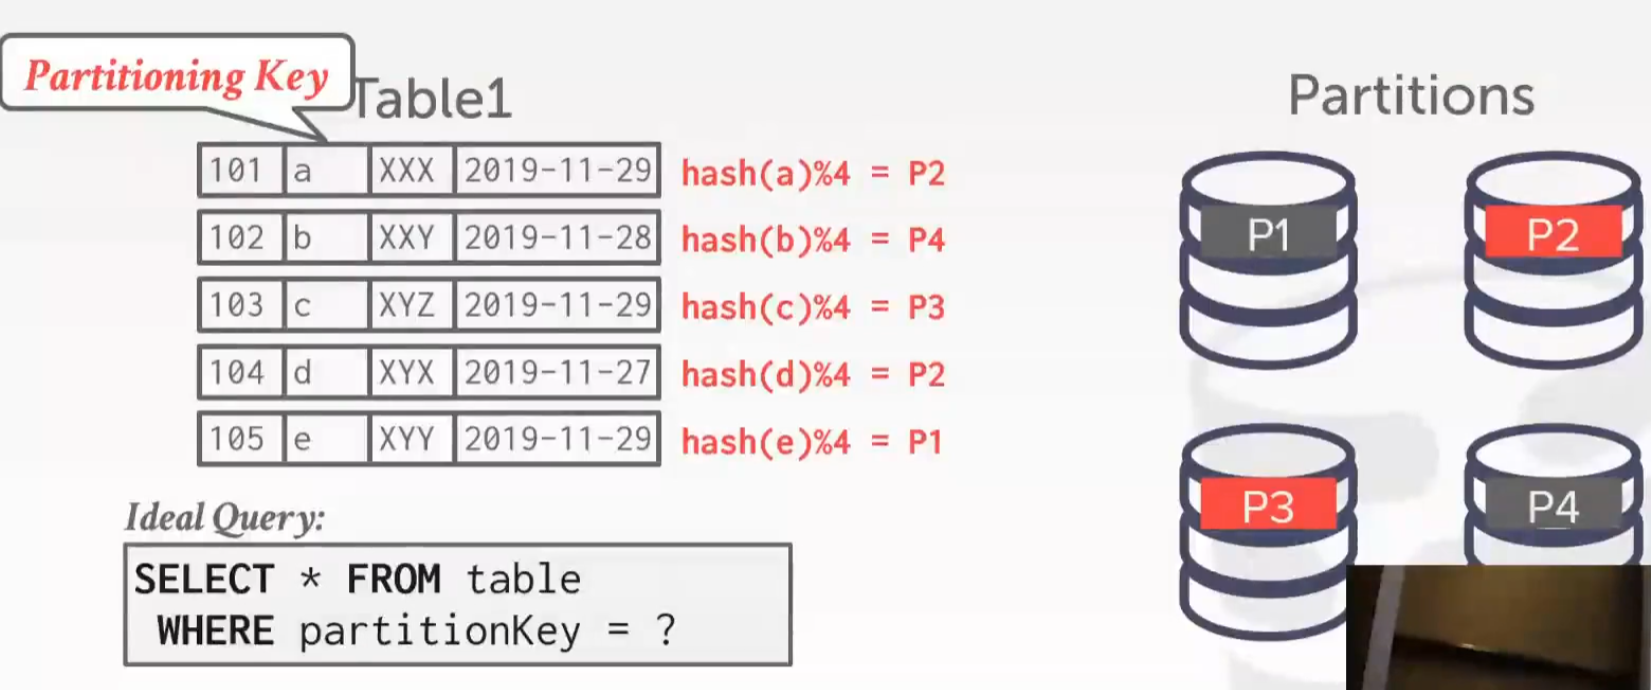 Partitioning Key
Table1
101 a XXX 2019-11-29 hash(a)%4 = P2
102 b XXY 2019-11-28 hash(b)%4 = P4
103 c XYZ 2019-11-29 hash(c)%4 = P3
104 d XYX 2019-11-27 hash(d)%4 = P2
105 e XYY 2019-11-29 hash(e)%4 = P1
Ideal Query:
SELECT * FROM table
WHERE partitionKey = ?
Partitions
P1
P2
P3
P4